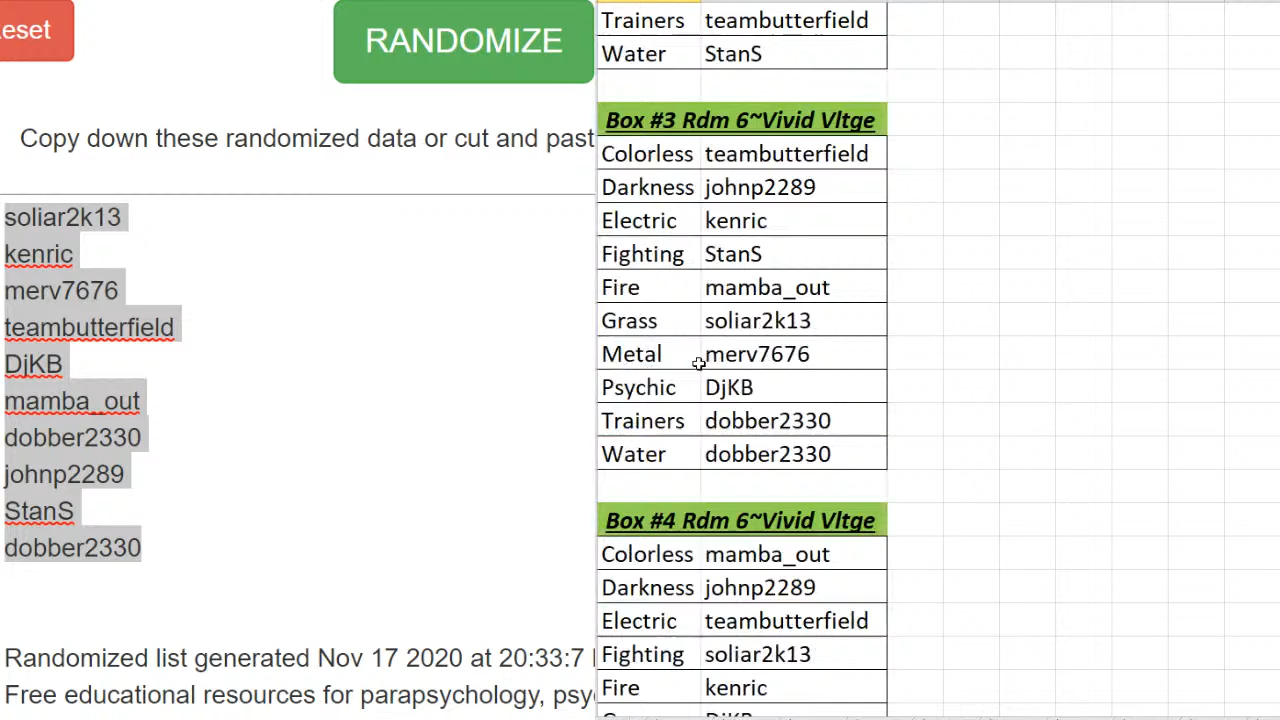 eset
RANDOMIZE
Copy down these randomized data or cut and past
soliar2k13
kenric
merv7676
teambutterfield
DjKB
mamba_out
dobber2330
johnp2289
StanS
dobber2330
Randomized list generated Nov 17 2020 at 20:33:7
Free educational resources for parapsychology, psy
Trainers teambutterfield
Water StanS
Box #3 Rdm 6~Vivid Vltge
Colorless teambutterfield
Darkness johnp2289
Electric kenric
Fighting StanS
Fire mamba_out
Grass soliar2k13
Metal merv7676
Psychic DjKB
Trainers dobber2330
Water dobber2330
Box #4 Rdm 6~Vivid Vltge
Colorless mamba_out
Darkness johnp2289
Electric teambutterfield
Fighting soliar2k13
Fire kenric